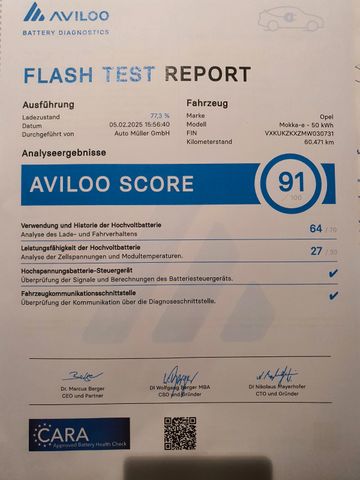 AVILOO
BATTERY DIAGNOSTICS
FLASH TEST REPORT
Ausführung
Ladezustand 77,3 %
Datum 05.02.2025 15:56:40
Durchgeführt von Auto Müller GmbH
Fahrzeug
Marke Opel
Modell Mokka-e - 50 kWh
FIN VXKUKZKXZMW030731
Kilometerstand 60.471 km
Analyseergebnisse
AVILOO SCORE 91 / 100
Verwendung und Historie der Hochvoltbatterie 64 / 70
Analyse des Lade- und Fahrverhaltens
Leistungsfähigkeit der Hochvoltbatterie 27 / 30
Analyse der Zellspannungen und Modultemperaturen.
Hochspannungsbatterie-Steuergerät ✓
Überprüfung der Signale und Berechnungen des Batteriesteuergeräts.
Fahrzeugkommunikationsschnittstelle ✓
Überprüfung der Kommunikation über die Diagnoseschnittstelle.
Dr. Marcus Berger
CEO und Partner
DI Wolfgang Berger MBA
CSO und Gründer
DI Nikolaus Mayerhofer
CTO und Gründer
CARA
Approved Battery Health Check